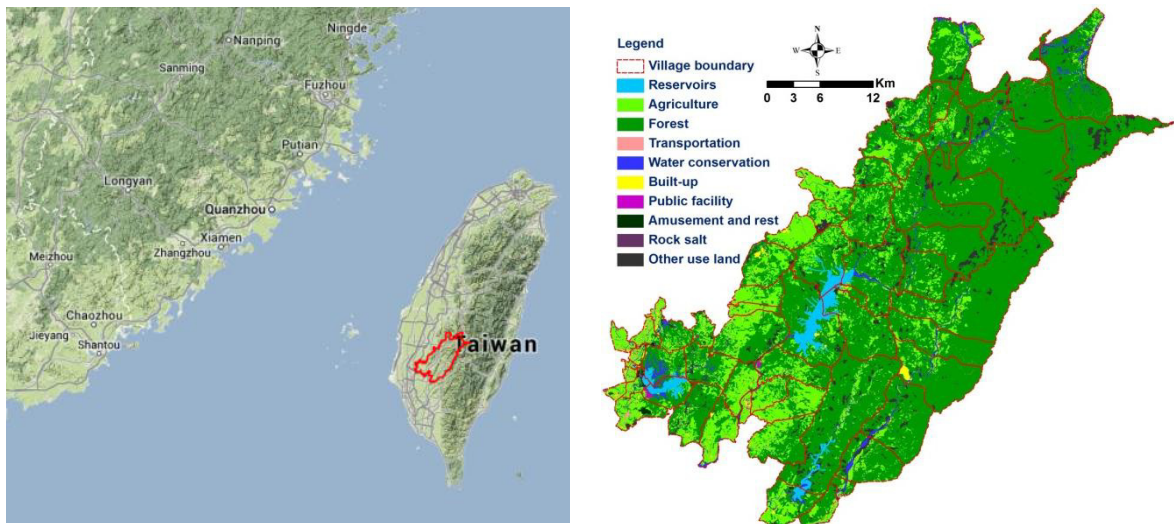 Ningde
Nanping
Sanming
Fuzhou
Putian
Longyan
Quanzhou
Xiamen
Zhangzhou
Meizhou
Chaozhou
Jieyang
Shantou
Taiwan
Legend
Village boundary
Reservoirs
Agriculture
Forest
Transportation
Water conservation
Built-up
Public facility
Amusement and rest
Rock salt
Other use land
N
W E
S
Km
0 3 6 12